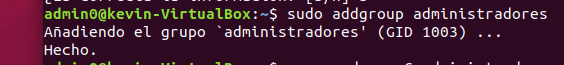 admin0@kevin-VirtualBox:~$ sudo addgroup administradores
Añadiendo el grupo `administradores' (GID 1003) ...
Hecho.